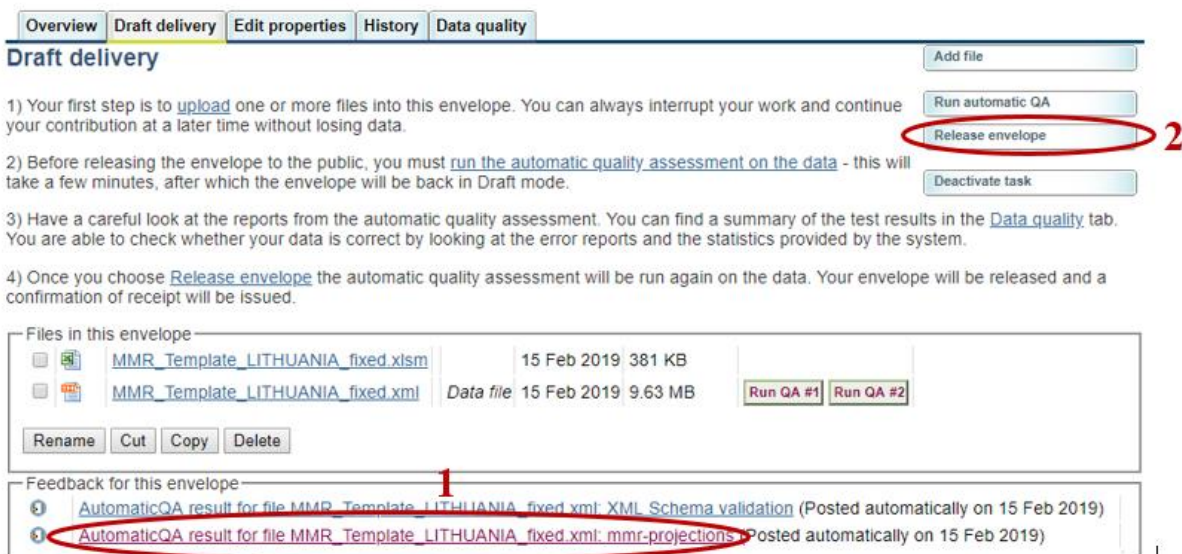 Overview Draft delivery Edit properties History Data quality
Draft delivery
Add file
1) Your first step is to upload one or more files into this envelope. You can always interrupt your work and continue
your contribution at a later time without losing data.
Run automatic QA
Release envelope
2
2) Before releasing the envelope to the public, you must run the automatic quality assessment on the data - this will
take a few minutes, after which the envelope will be back in Draft mode.
Deactivate task
3) Have a careful look at the reports from the automatic quality assessment. You can find a summary of the test results in the Data quality tab.
You are able to check whether your data is correct by looking at the error reports and the statistics provided by the system.
4) Once you choose Release envelope the automatic quality assessment will be run again on the data. Your envelope will be released and a
confirmation of receipt will be issued.
Files in this envelope
MMR_Template_LITHUANIA_fixed.xlsm 15 Feb 2019 381 KB
MMR_Template_LITHUANIA_fixed.xml Data file 15 Feb 2019 9.63 MB Run QA #1 Run QA #2
Rename Cut Copy Delete
1
Feedback for this envelope
AutomaticQA result for file MMR_Template_LITHUANIA_fixed.xml: XML Schema validation (Posted automatically on 15 Feb 2019)
AutomaticQA result for file MMR_Template_LITHUANIA_fixed.xml: mmr-projections (Posted automatically on 15 Feb 2019)